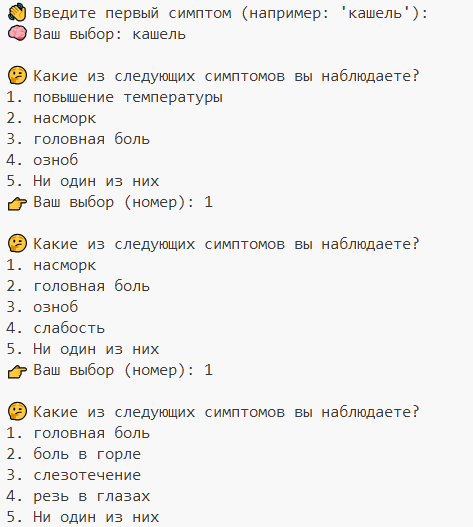 👏 Введите первый симптом (например: 'кашель'):
🧠 Ваш выбор: кашель
🤔 Какие из следующих симптомов вы наблюдаете?
1. повышение температуры
2. насморк
3. головная боль
4. озноб
5. Ни один из них
👉 Ваш выбор (номер): 1
🤔 Какие из следующих симптомов вы наблюдаете?
1. насморк
2. головная боль
3. озноб
4. слабость
5. Ни один из них
👉 Ваш выбор (номер): 1
🤔 Какие из следующих симптомов вы наблюдаете?
1. головная боль
2. боль в горле
3. слезотечение
4. резь в глазах
5. Ни один из них